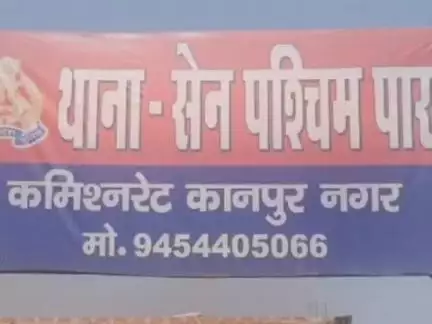 थाना - सेन पश्चिम पारा
कमिश्नरेट कानपुर नगर
मो. 9454405066